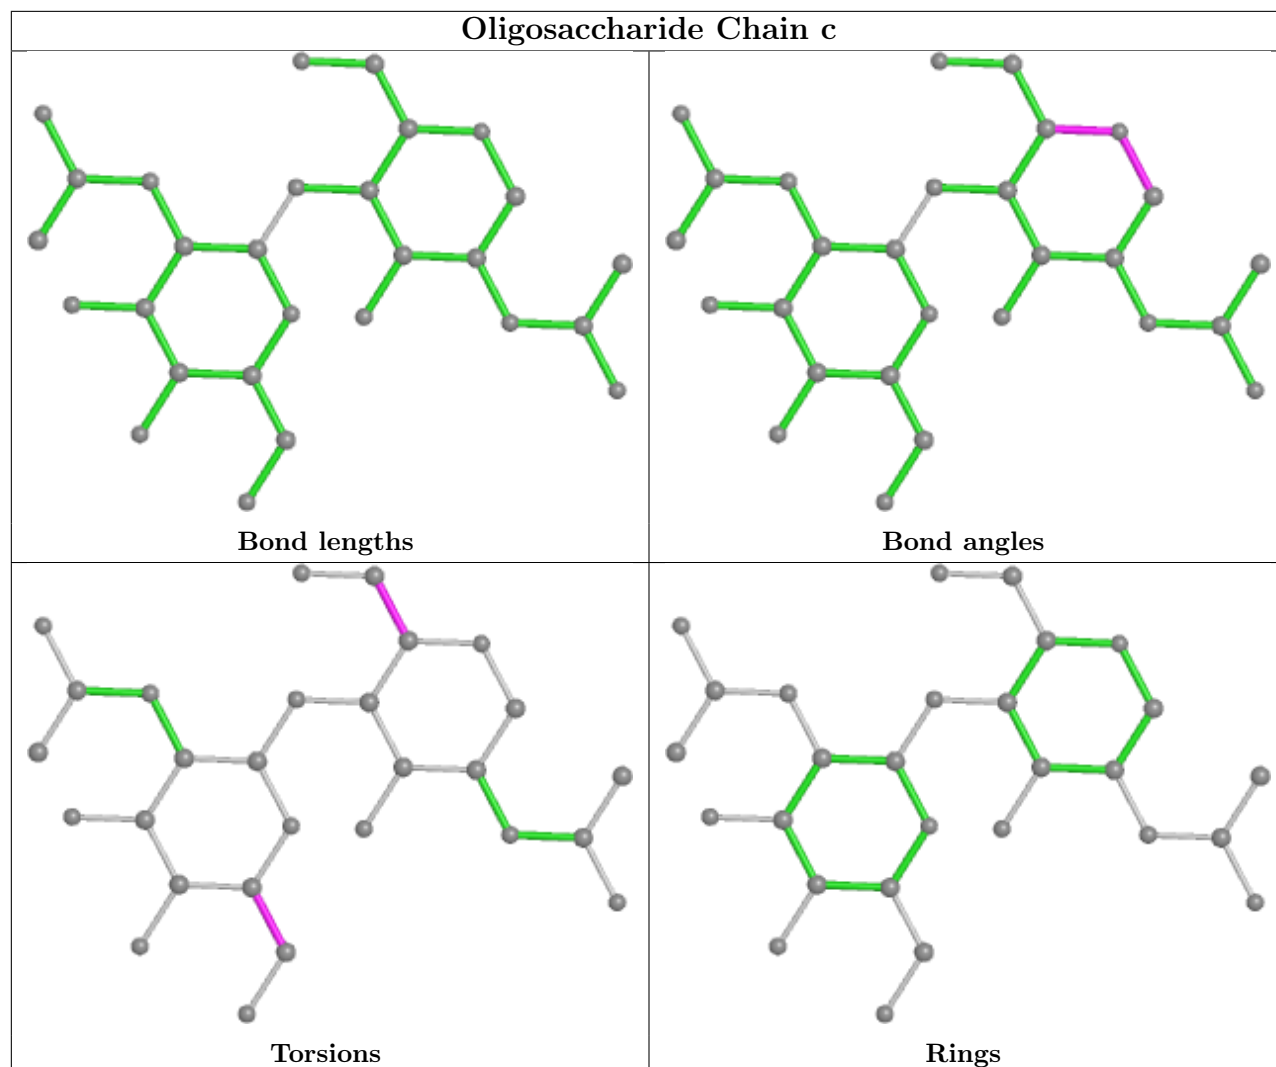 Oligosaccharide Chain c
Bond lengths
Bond angles
Torsions
Rings